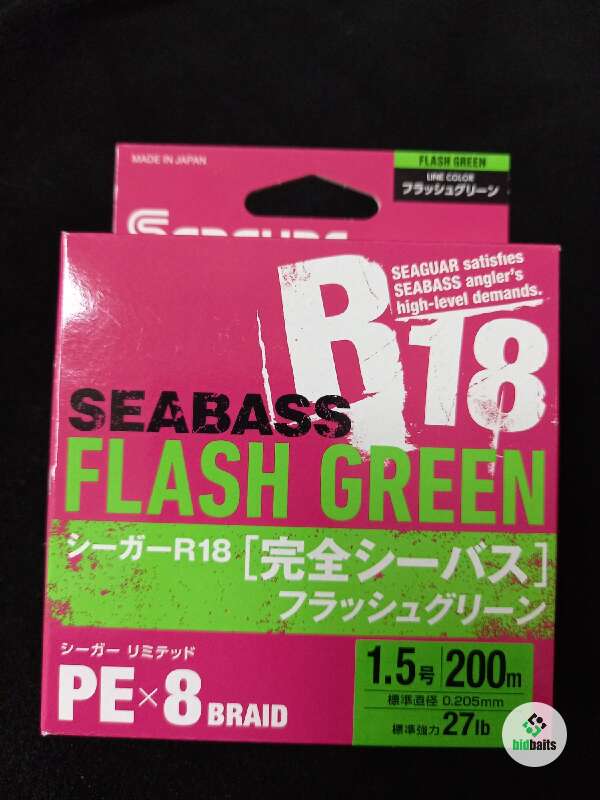 MADE IN JAPAN
FLASH GREEN
LINE COLOR
フラッシュグリーン
SEAGUAR
R18
SEAGUAR satisfies
SEABASS angler's
high-level demands.
SEABASS
FLASH GREEN
シーガーR18[完全シーバス]
フラッシュグリーン
シーガー リミテッド
PE×8 BRAID
1.5号 200m
標準直径 0.205mm
標準強力 27lb
bidbaits